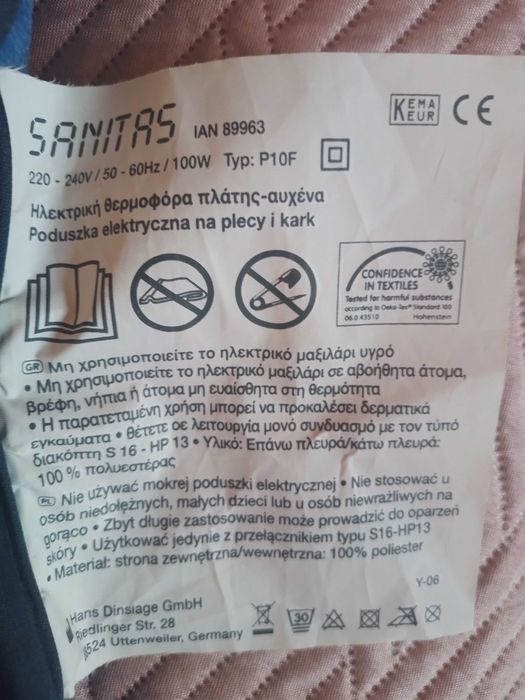 SANITAS IAN 89963
KEMA
KEUR
CE
220 - 240V / 50 - 60Hz / 100W Typ: P10F
Ηλεκτρική θερμοφόρα πλάτης-αυχένα
Poduszka elektryczna na plecy i kark
CONFIDENCE
IN TEXTILES
Tested for harmful substances
according to Oeko-Tex® Standard 100
06.0.43510 Hohenstein
GR Μη χρησιμοποιείτε το ηλεκτρικό μαξιλάρι υγρό
• Μη χρησιμοποιείτε το ηλεκτρικό μαξιλάρι σε αβοήθητα άτομα,
βρέφη, νήπια ή άτομα μη ευαίσθητα στη θερμότητα
• Η παρατεταμένη χρήση μπορεί να προκαλέσει δερματικά
εγκαύματα • θέτετε σε λειτουργία μονό συνδυασμό με τον τύπό
διακόπτη S 16 - HP 13 • Υλικό: Επάνω πλευρά/κάτω πλευρά:
100 % πολυεστέρας
PL Nie używać mokrej poduszki elektrycznej • Nie stosować u
osób niedołężnych, małych dzieci lub u osób niewrażliwych na
gorąco • Zbyt długie zastosowanie może prowadzić do oparzeń
skóry • Użytkować jedynie z przełącznikiem typu S16-HP13
• Materiał: strona zewnętrzna/wewnętrzna: 100% poliester
Y-06
Hans Dinslage GmbH
Riedlinger Str. 28
88524 Uttenweiler, Germany
30